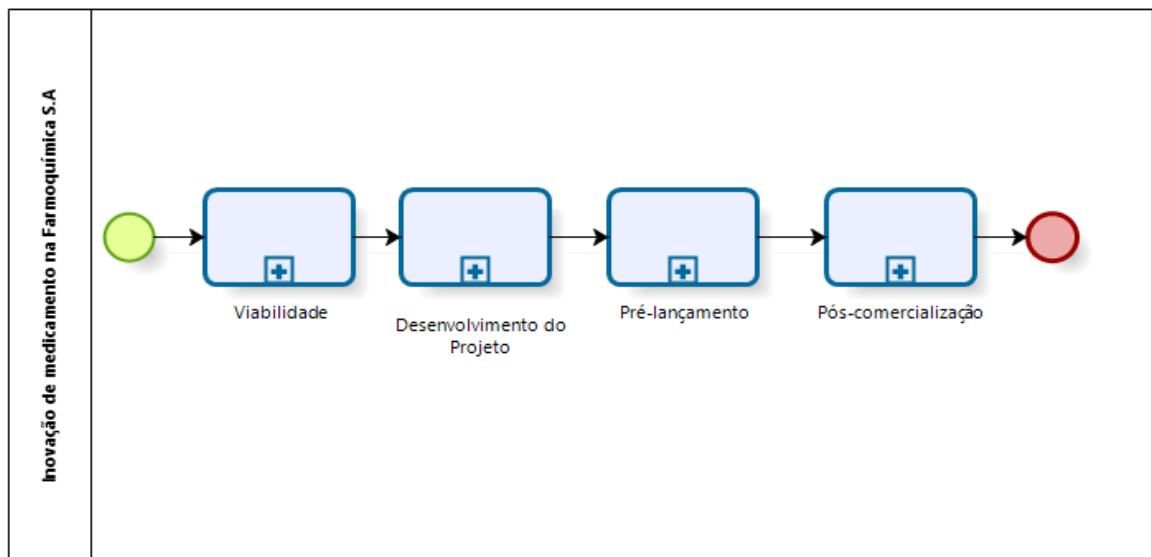 Inovação de medicamento na Farmoquímica S.A
Viabilidade
Desenvolvimento do
Projeto
Pré-lançamento
Pós-comercialização